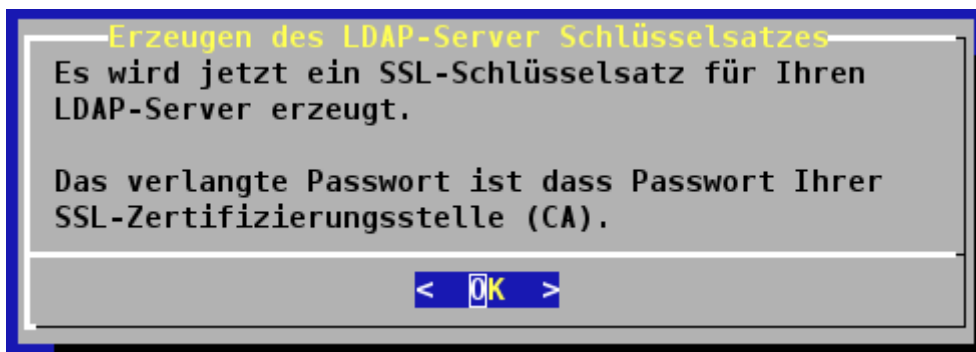 Erzeugen des LDAP-Server Schlüsselsatzes
Es wird jetzt ein SSL-Schlüsselsatz für Ihren
LDAP-Server erzeugt.
Das verlangte Passwort ist dass Passwort Ihrer
SSL-Zertifizierungsstelle (CA).
< OK >